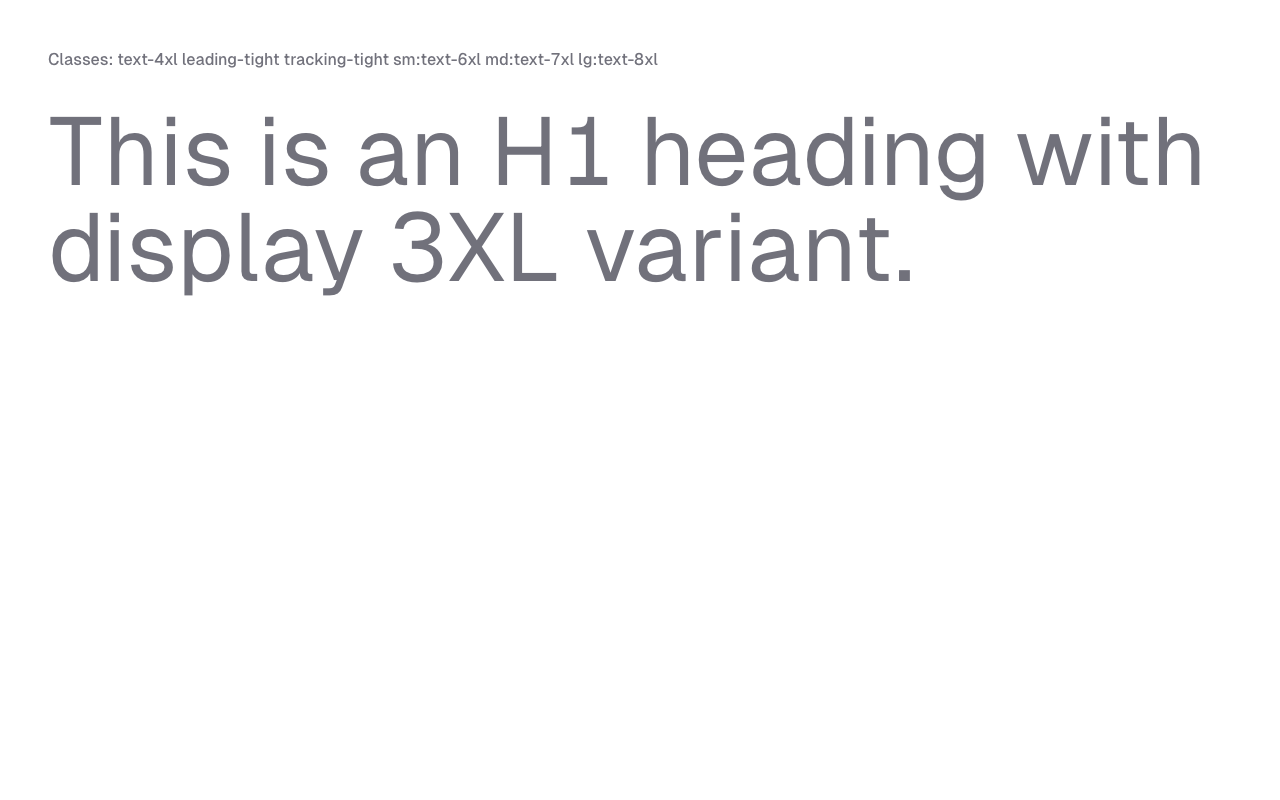 Classes: text-4xl leading-tight tracking-tight sm:text-6xl md:text-7xl lg:text-8xl
This is an H1 heading with
display 3XL variant.